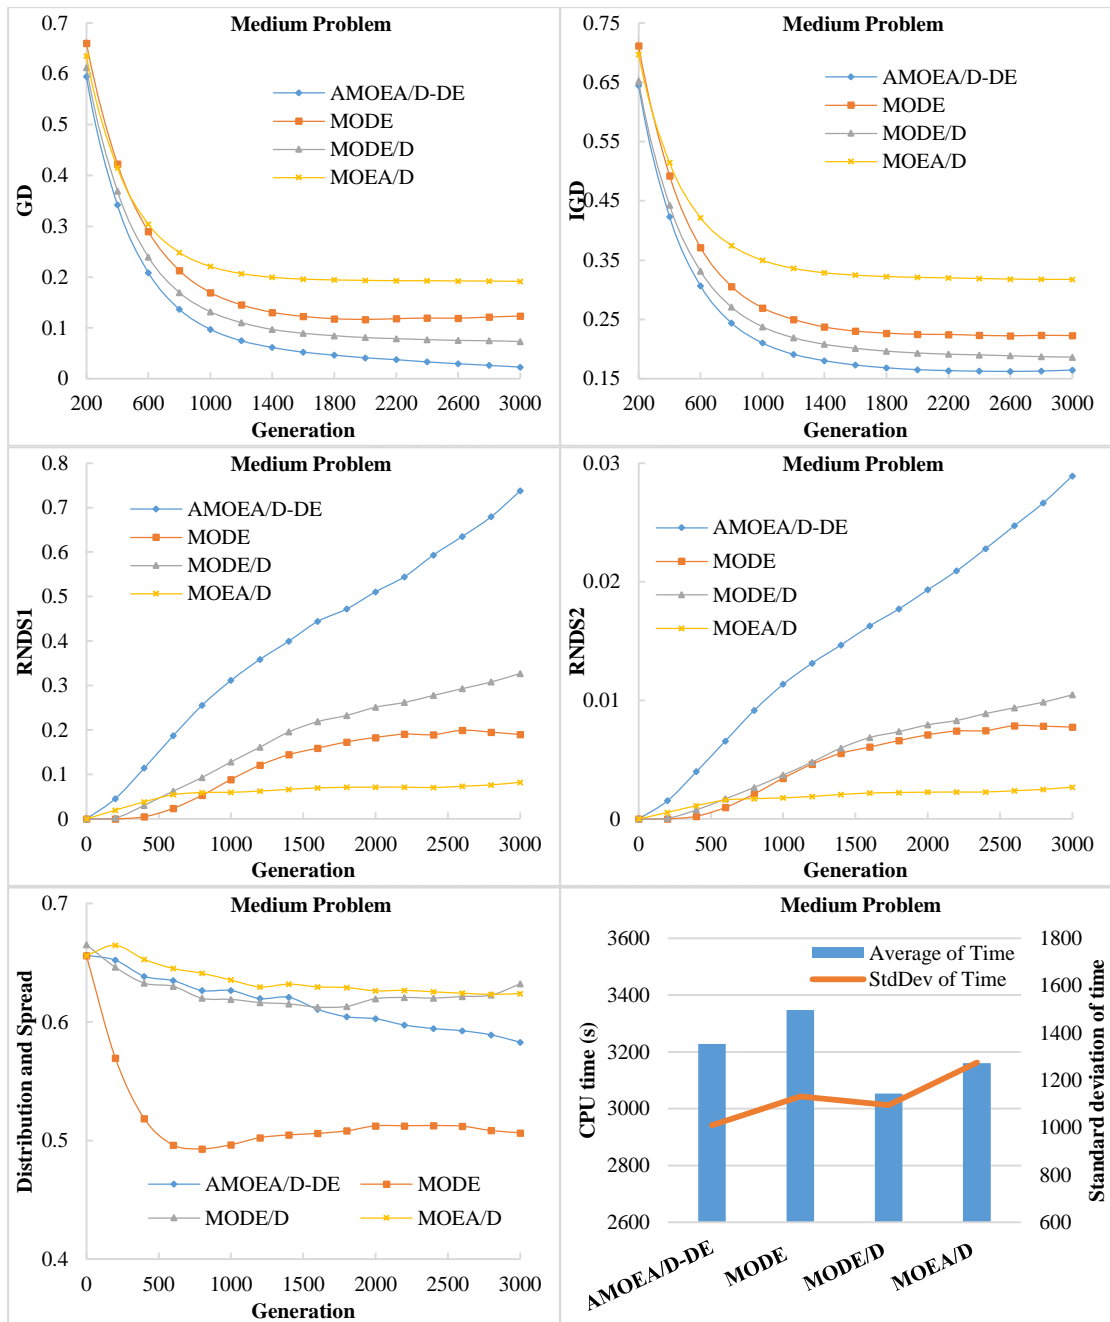 Medium Problem
0.7
0.6
0.5
0.4
0.3
0.2
0.1
0
GD
AMOEA/D-DE
MODE
MODE/D
MOEA/D
200 600 1000 1400 1800 2200 2600 3000
Generation
Medium Problem
0.75
0.65
0.55
0.45
0.35
0.25
0.15
IGD
AMOEA/D-DE
MODE
MODE/D
MOEA/D
200 600 1000 1400 1800 2200 2600 3000
Generation
Medium Problem
0.8
0.7
0.6
0.5
0.4
0.3
0.2
0.1
0
RNDS1
AMOEA/D-DE
MODE
MODE/D
MOEA/D
0 500 1000 1500 2000 2500 3000
Generation
Medium Problem
0.03
0.02
0.01
0
RNDS2
AMOEA/D-DE
MODE
MODE/D
MOEA/D
0 500 1000 1500 2000 2500 3000
Generation
Medium Problem
0.7
0.6
0.5
0.4
Distribution and Spread
AMOEA/D-DE MODE
MODE/D MOEA/D
0 500 1000 1500 2000 2500 3000
Generation
Medium Problem
3600
3400
3200
3000
2800
2600
CPU time (s)
Average of Time
StdDev of Time
1800
1600
1400
1200
1000
800
600
Standard deviation of time
AMOEA/D-DE MODE MODE/D MOEA/D